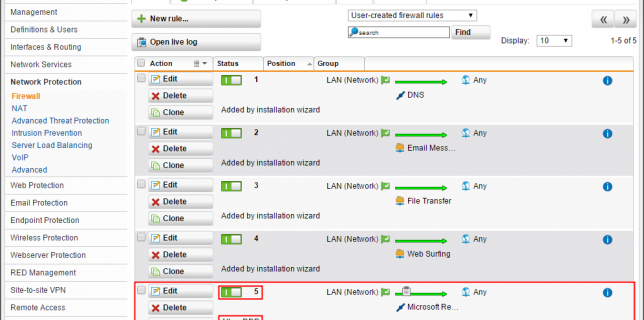 Management
Definitions & Users
Interfaces & Routing
Network Services
Network Protection
Firewall
NAT
Advanced Threat Protection
Intrusion Prevention
Server Load Balancing
VoIP
Advanced
Web Protection
Email Protection
Endpoint Protection
Wireless Protection
Webserver Protection
RED Management
Site-to-site VPN
Remote Access
New rule...
User-created firewall rules
Open live log
search
Find
Display: 10
1-5 of 5
Action Status Position Group
Edit 1 LAN (Network) Any
Delete DNS
Clone Added by installation wizard
Edit 2 LAN (Network) Any
Delete Email Mess...
Clone Added by installation wizard
Edit 3 LAN (Network) Any
Delete File Transfer
Clone Added by installation wizard
Edit 4 LAN (Network) Any
Delete Web Surfing
Clone Added by installation wizard
Edit 5 LAN (Network) Any
Delete Microsoft Re...